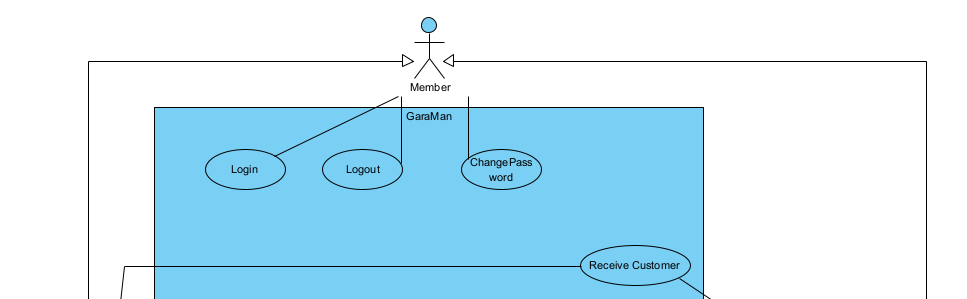 Member
GaraMan
Login
Logout
ChangePass
word
Receive Customer